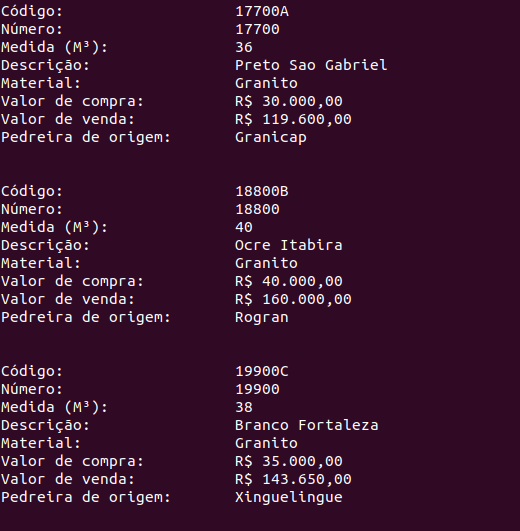 Código: 17700A
Número: 17700
Medida (M³): 36
Descrição: Preto Sao Gabriel
Material: Granito
Valor de compra: R$ 30.000,00
Valor de venda: R$ 119.600,00
Pedreira de origem: Granicap
Código: 18800B
Número: 18800
Medida (M³): 40
Descrição: Ocre Itabira
Material: Granito
Valor de compra: R$ 40.000,00
Valor de venda: R$ 160.000,00
Pedreira de origem: Rogran
Código: 19900C
Número: 19900
Medida (M³): 38
Descrição: Branco Fortaleza
Material: Granito
Valor de compra: R$ 35.000,00
Valor de venda: R$ 143.650,00
Pedreira de origem: Xinguelingue